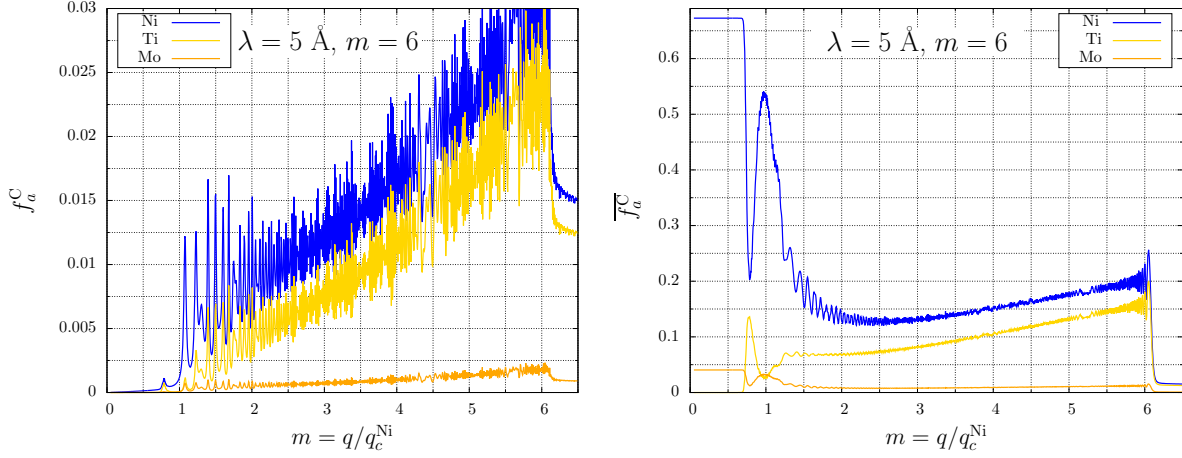 Ni
Ti
Mo
λ = 5 Å, m = 6
0.03
0.025
0.02
0.015
0.01
0.005
0
f_a^C
0 1 2 3 4 5 6
m = q/q_c^Ni
λ = 5 Å, m = 6
Ni
Ti
Mo
0.6
0.5
0.4
0.3
0.2
0.1
0
\overline{f_a^C}
0 1 2 3 4 5 6
m = q/q_c^Ni